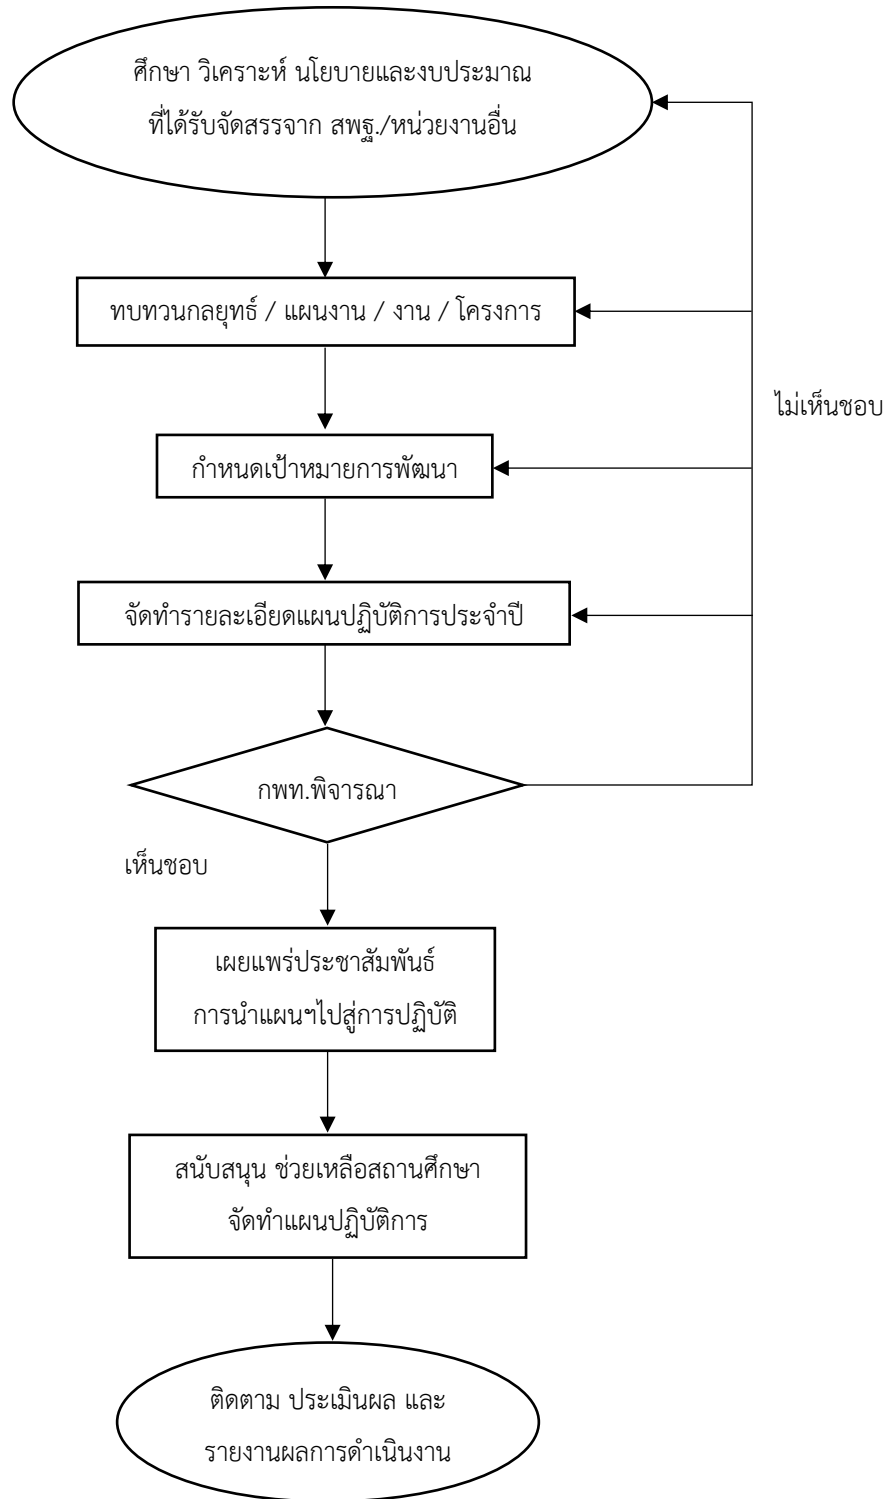 ศึกษา วิเคราะห์ นโยบายและงบประมาณ
ที่ได้รับจัดสรรจาก สพฐ./หน่วยงานอื่น
ทบทวนกลยุทธ์ / แผนงาน / งาน / โครงการ
ไม่เห็นชอบ
กำหนดเป้าหมายการพัฒนา
จัดทำรายละเอียดแผนปฏิบัติการประจำปี
กพท.พิจารณา
เห็นชอบ
เผยแพร่ประชาสัมพันธ์
การนำแผนฯไปสู่การปฏิบัติ
สนับสนุน ช่วยเหลือสถานศึกษา
จัดทำแผนปฏิบัติการ
ติดตาม ประเมินผล และ
รายงานผลการดำเนินงาน